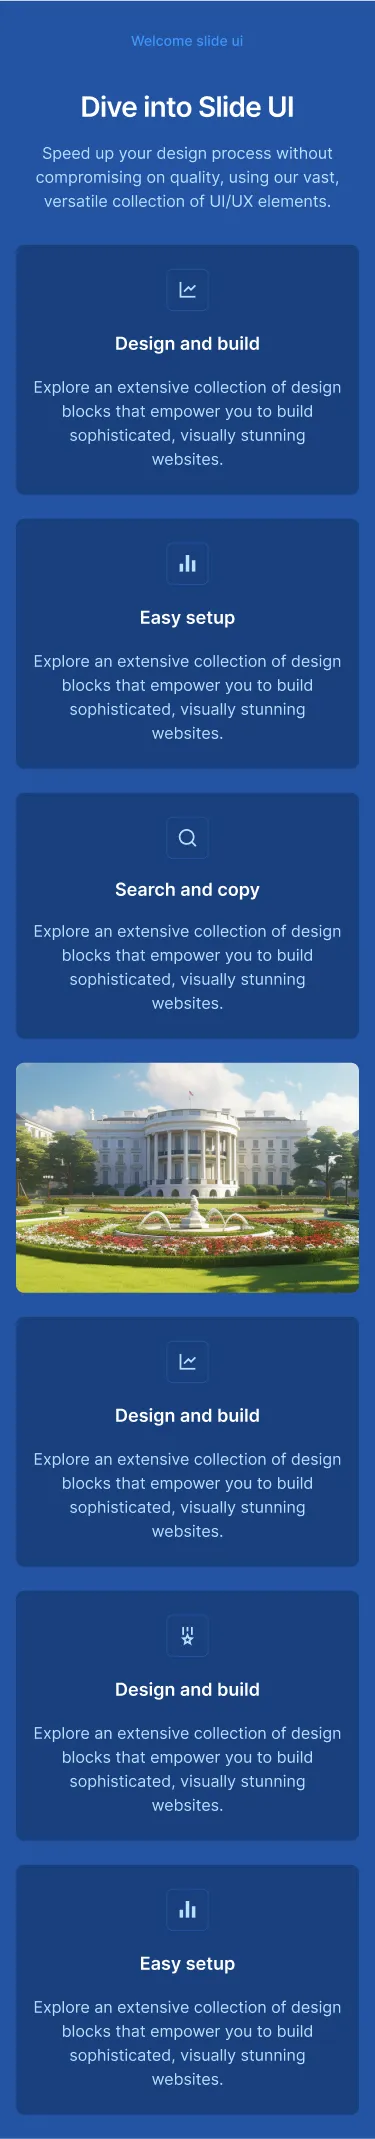 Welcome slide ui
Dive into Slide UI
Speed up your design process without
compromising on quality, using our vast,
versatile collection of UI/UX elements.
Design and build
Explore an extensive collection of design
blocks that empower you to build
sophisticated, visually stunning
websites.
Easy setup
Explore an extensive collection of design
blocks that empower you to build
sophisticated, visually stunning
websites.
Search and copy
Explore an extensive collection of design
blocks that empower you to build
sophisticated, visually stunning
websites.
Design and build
Explore an extensive collection of design
blocks that empower you to build
sophisticated, visually stunning
websites.
Design and build
Explore an extensive collection of design
blocks that empower you to build
sophisticated, visually stunning
websites.
Easy setup
Explore an extensive collection of design
blocks that empower you to build
sophisticated, visually stunning
websites.